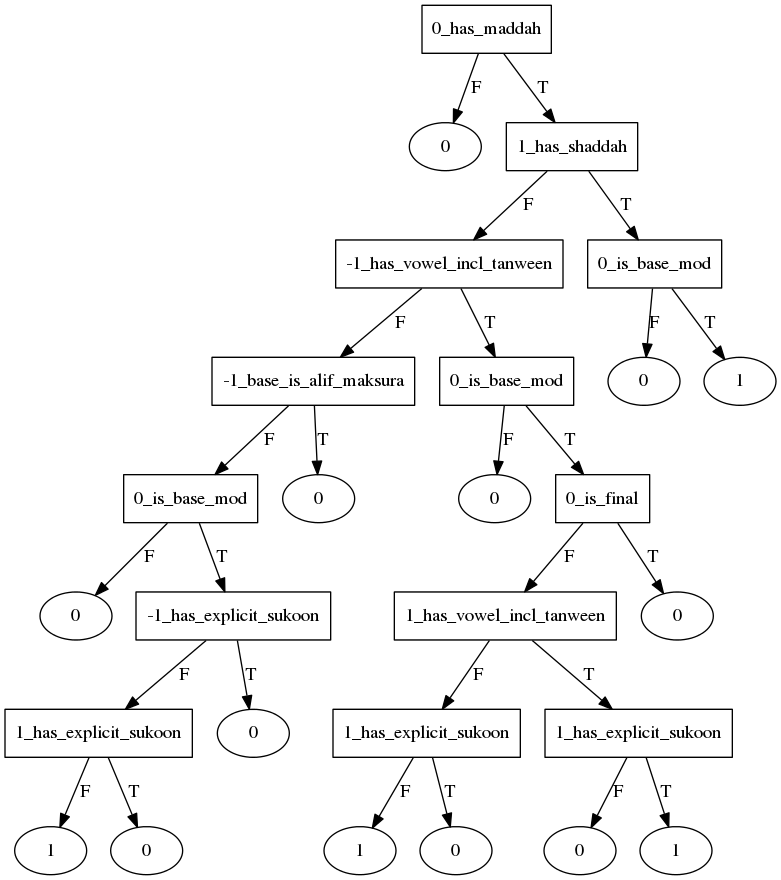 0_has_maddah
F
T
0
1_has_shaddah
F
T
-1_has_vowel_incl_tanween
0_is_base_mod
F
T
F
T
-1_base_is_alif_maksura
0_is_base_mod
0
1
F
T
F
T
0_is_base_mod
0
0
0_is_final
F
T
F
T
0
-1_has_explicit_sukoon
1_has_vowel_incl_tanween
0
F
T
F
T
1_has_explicit_sukoon
0
1_has_explicit_sukoon
1_has_explicit_sukoon
F
T
F
T
F
T
1
0
1
0
0
1